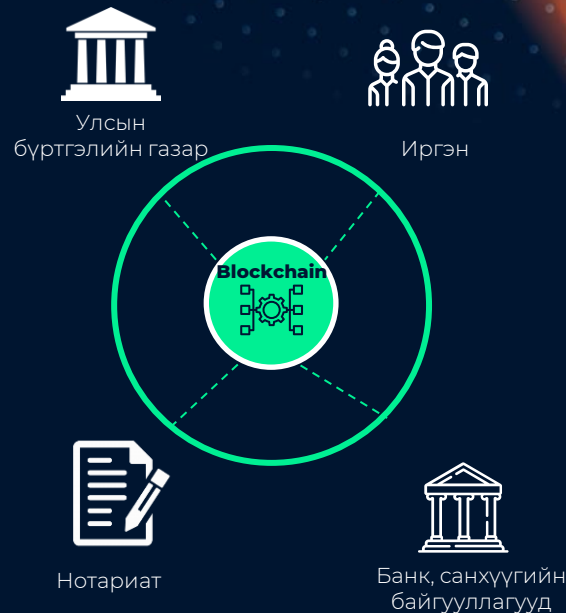 Улсын
бүртгэлийн газар
Иргэн
Blockchain
Нотариат
Банк, санхүүгийн
байгууллагууд